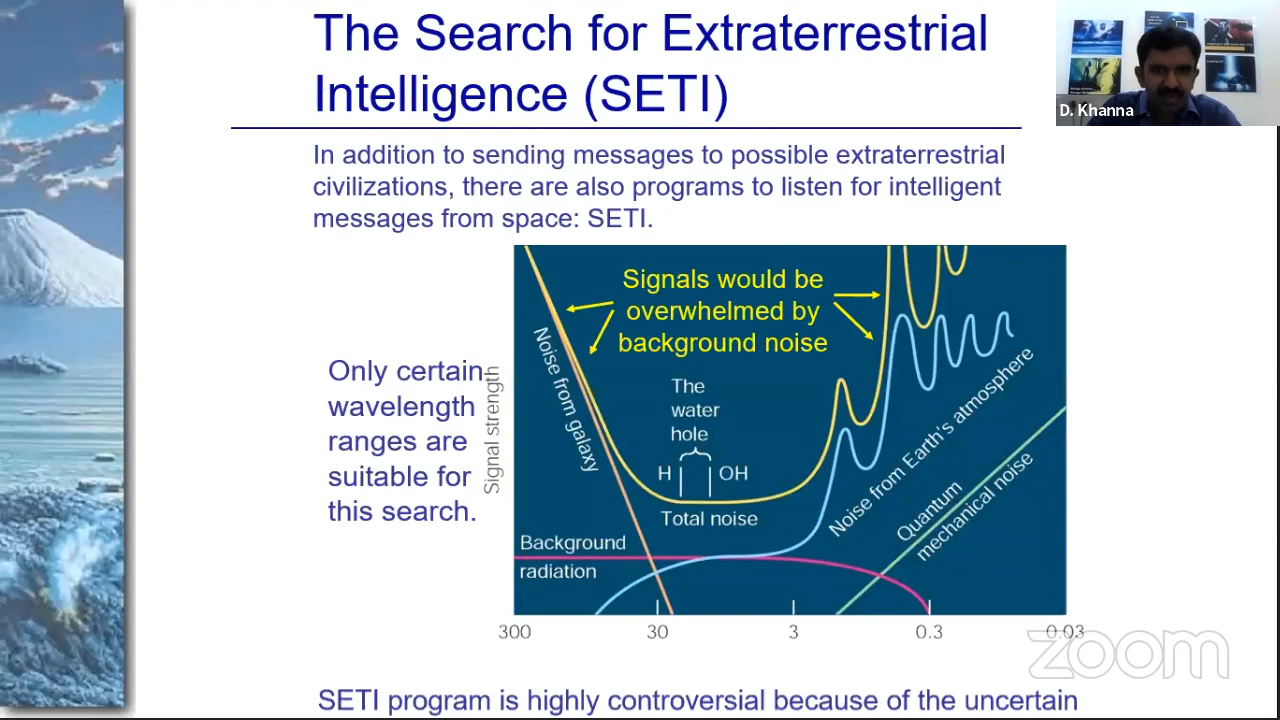 The Search for Extraterrestrial
Intelligence (SETI)
D. Khanna
In addition to sending messages to possible extraterrestrial
civilizations, there are also programs to listen for intelligent
messages from space: SETI.
Only certain
wavelength
ranges are
suitable for
this search.
Signal strength
Signals would be
overwhelmed by
background noise
Noise from galaxy
The
water
hole
H
OH
Total noise
Background
radiation
Noise from Earth's atmosphere
Quantum
mechanical noise
300
30
3
0.3
0.03
zoom
SETI program is highly controversial because of the uncertain